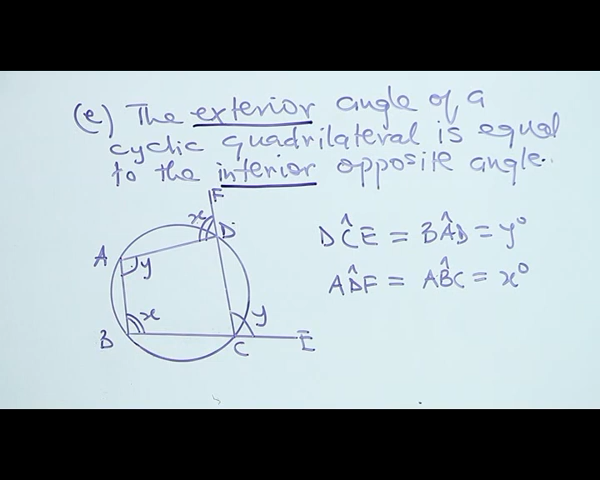 (e) The exterior angle of a
cyclic quadrilateral is equal
to the interior opposite angle.
F
x
D
A
y
x
B
y
C
E
DĈE = BÂD = y°
AD̂F = AB̂C = x°